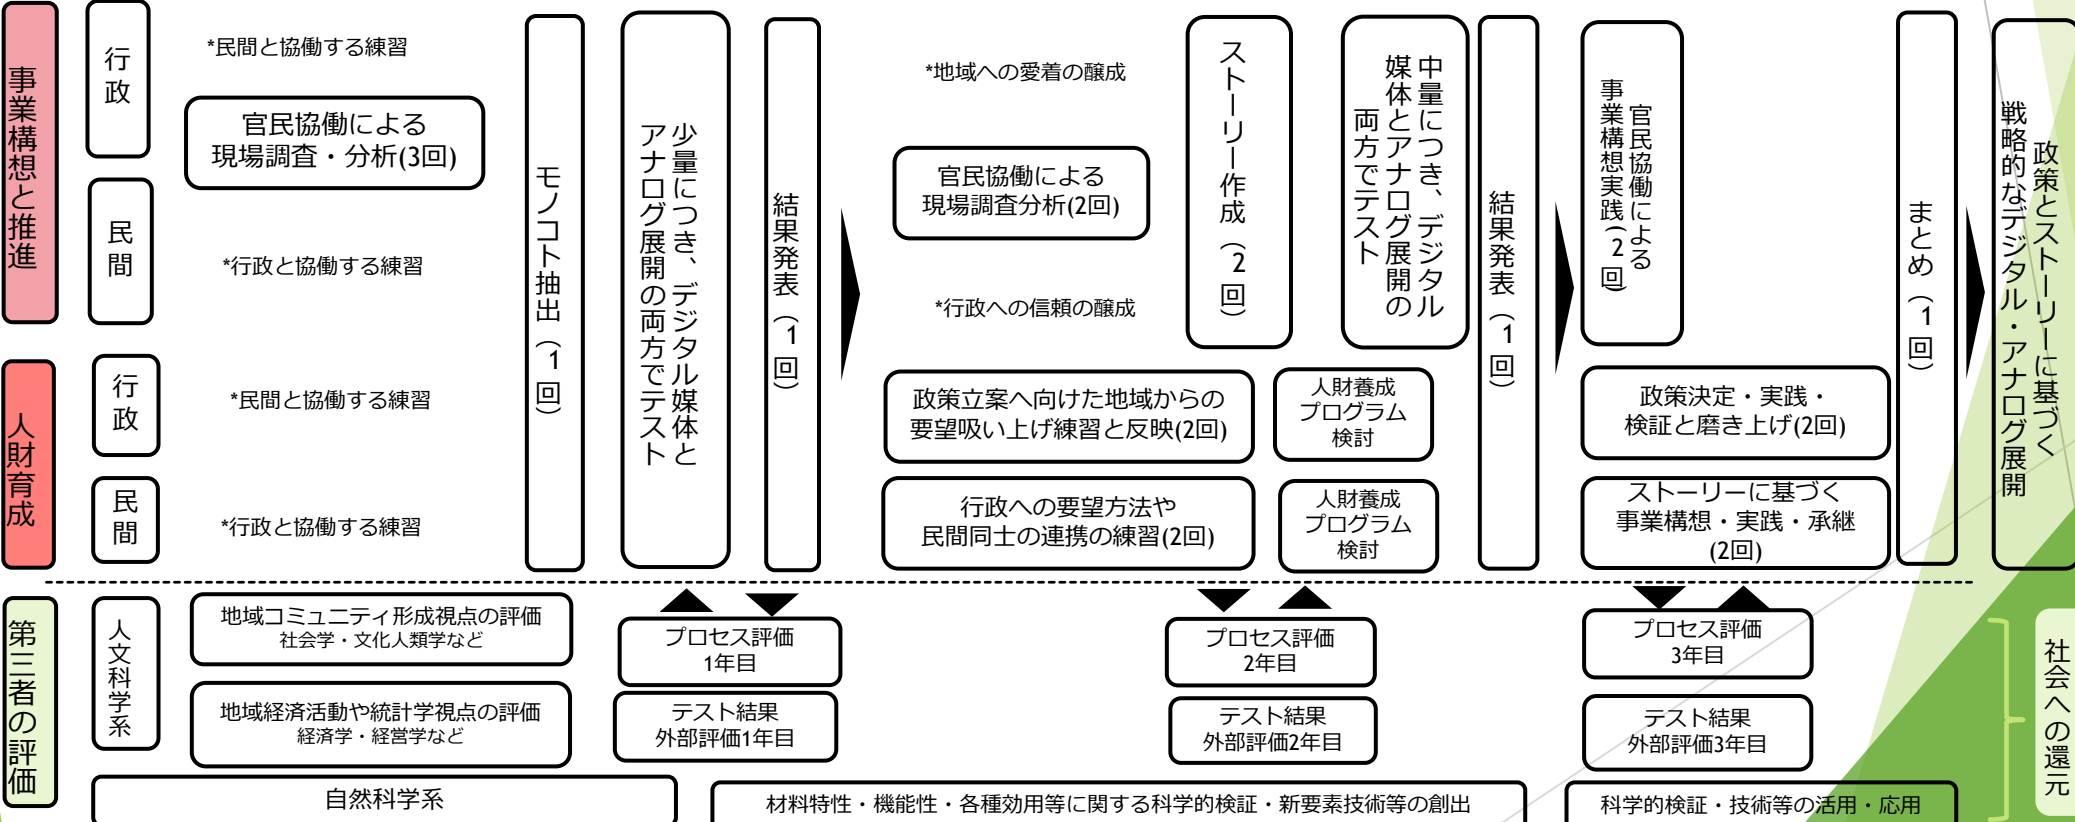 事業構想と推進
行政
*民間と協働する練習
官民協働による
現場調査・分析(3回)
民間
*行政と協働する練習
モノコト抽出（1回）
少量につき、デジタル媒体と
アナログ展開の両方でテスト
結果発表（1回）
*地域への愛着の醸成
官民協働による
現場調査分析(2回)
*行政への信頼の醸成
ストーリー作成（2回）
中量につき、デジタル
媒体とアナログ展開の
両方でテスト
結果発表（1回）
官民協働による
事業構想実践(2回)
まとめ（1回）
政策とストーリーに基づく
戦略的なデジタル・アナログ展開
人財育成
行政
*民間と協働する練習
民間
*行政と協働する練習
政策立案へ向けた地域からの
要望吸い上げ練習と反映(2回)
人財養成
プログラム
検討
行政への要望方法や
民間同士の連携の練習(2回)
人財養成
プログラム
検討
政策決定・実践・
検証と磨き上げ(2回)
ストーリーに基づく
事業構想・実践・承継
(2回)
第三者の評価
人文科学系
地域コミュニティ形成視点の評価
社会学・文化人類学など
地域経済活動や統計学視点の評価
経済学・経営学など
プロセス評価
1年目
テスト結果
外部評価1年目
プロセス評価
2年目
テスト結果
外部評価2年目
プロセス評価
3年目
テスト結果
外部評価3年目
社会への還元
自然科学系
材料特性・機能性・各種効用等に関する科学的検証・新要素技術等の創出
科学的検証・技術等の活用・応用